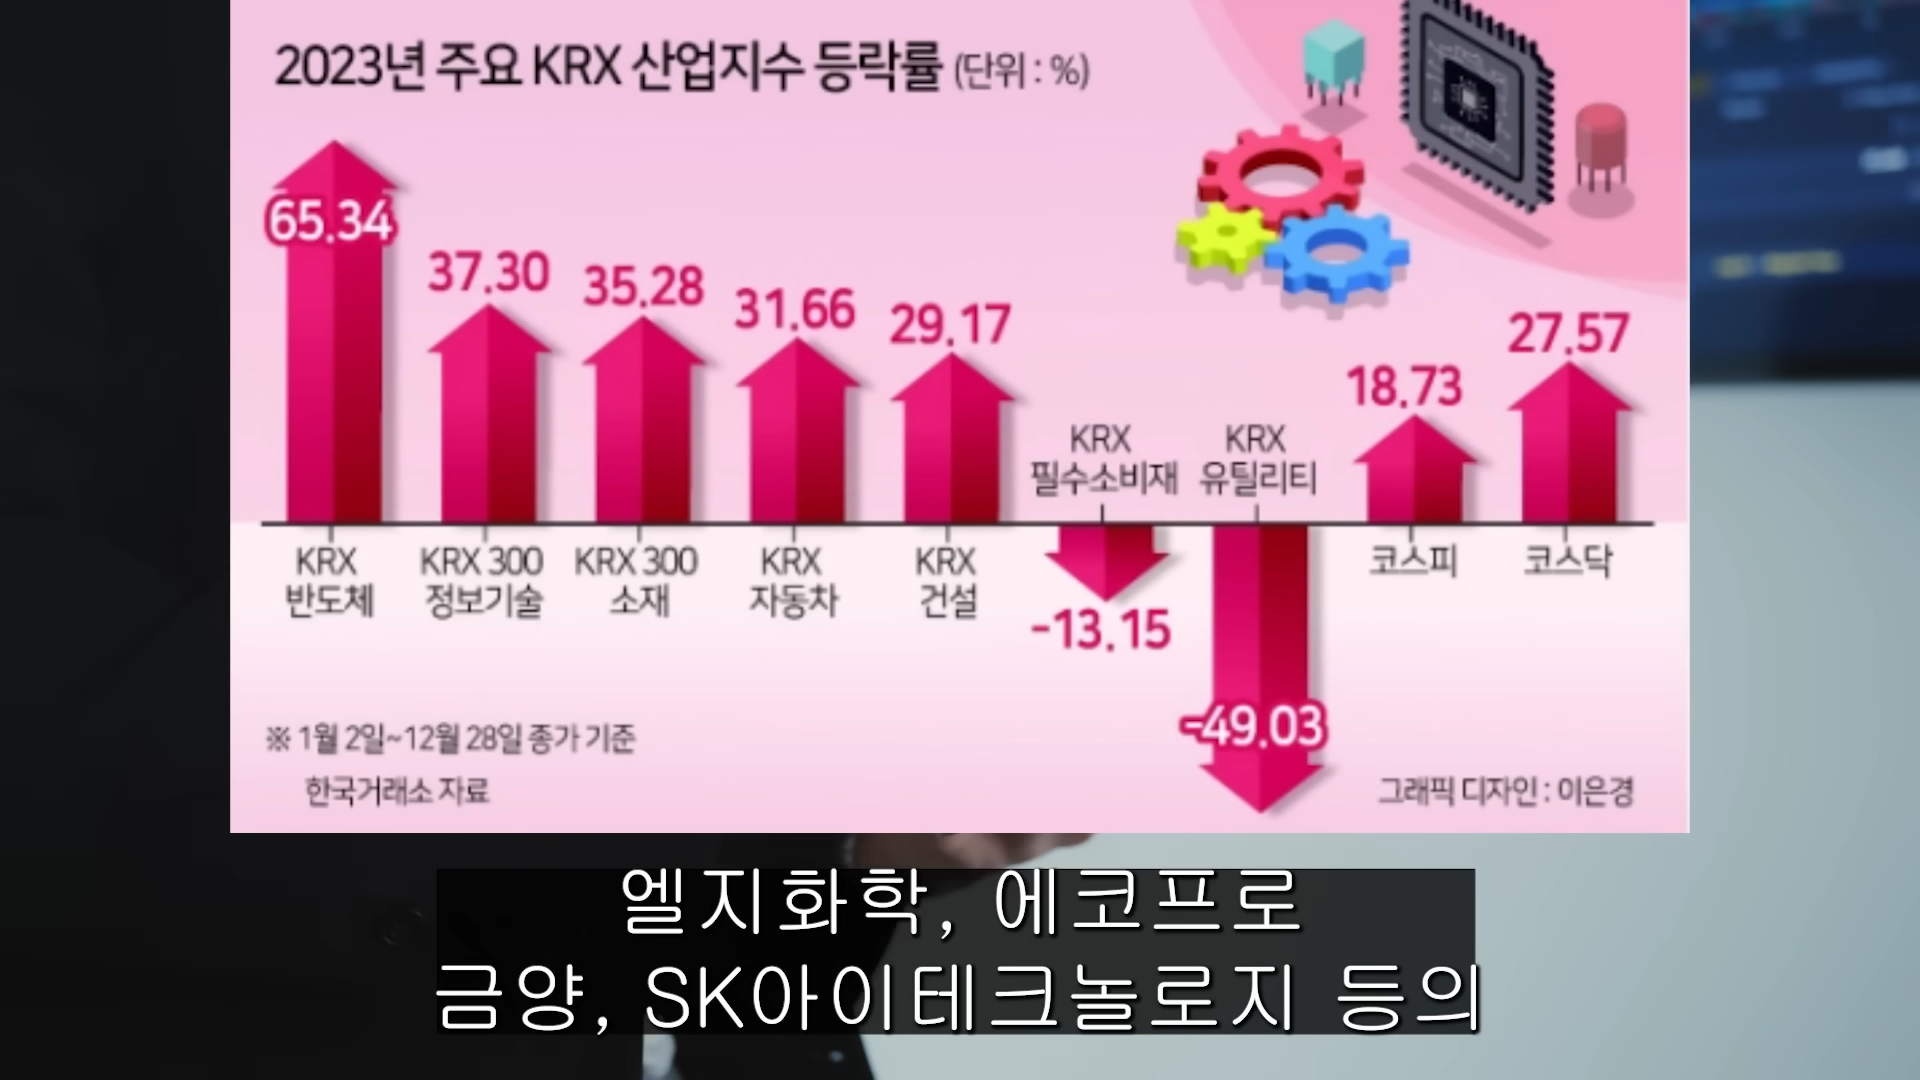 2023년 주요 KRX 산업지수 등락률 (단위 : %)
65.34
37.30
35.28
31.66
29.17
18.73
27.57
KRX
필수소비재
KRX
유틸리티
KRX
반도체
KRX 300
정보기술
KRX 300
소재
KRX
자동차
KRX
건설
코스피
코스닥
-13.15
-49.03
※ 1월 2일~12월 28일 종가 기준
한국거래소 자료
그래픽 디자인 : 이은경
엘지화학, 에코프로
금양, SK아이테크놀로지 등의